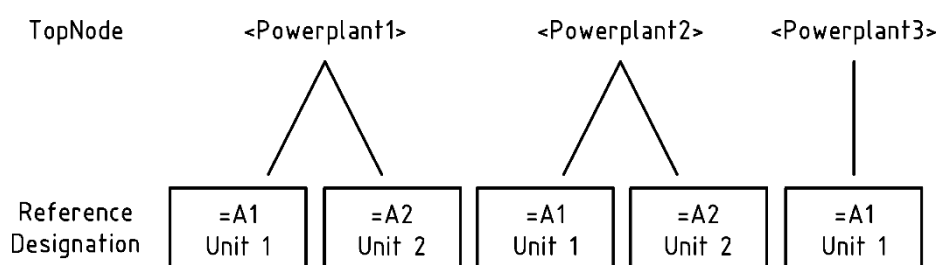 TopNode <Powerplant1> <Powerplant2> <Powerplant3>
Reference Designation
=A1
Unit 1
=A2
Unit 2
=A1
Unit 1
=A2
Unit 2
=A1
Unit 1